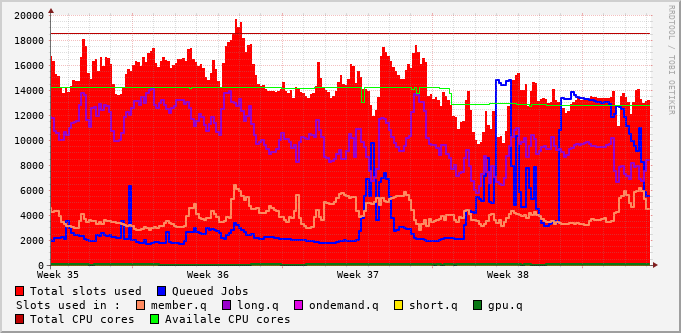 20000
18000
16000
14000
12000
10000
8000
6000
4000
2000
0
Week 35 Week 36 Week 37 Week 38
Total slots used Queued Jobs
Slots used in : member.q long.q ondemand.q short.q gpu.q
Total CPU cores Availale CPU cores
RRDTOOL / TOBI OETIKER